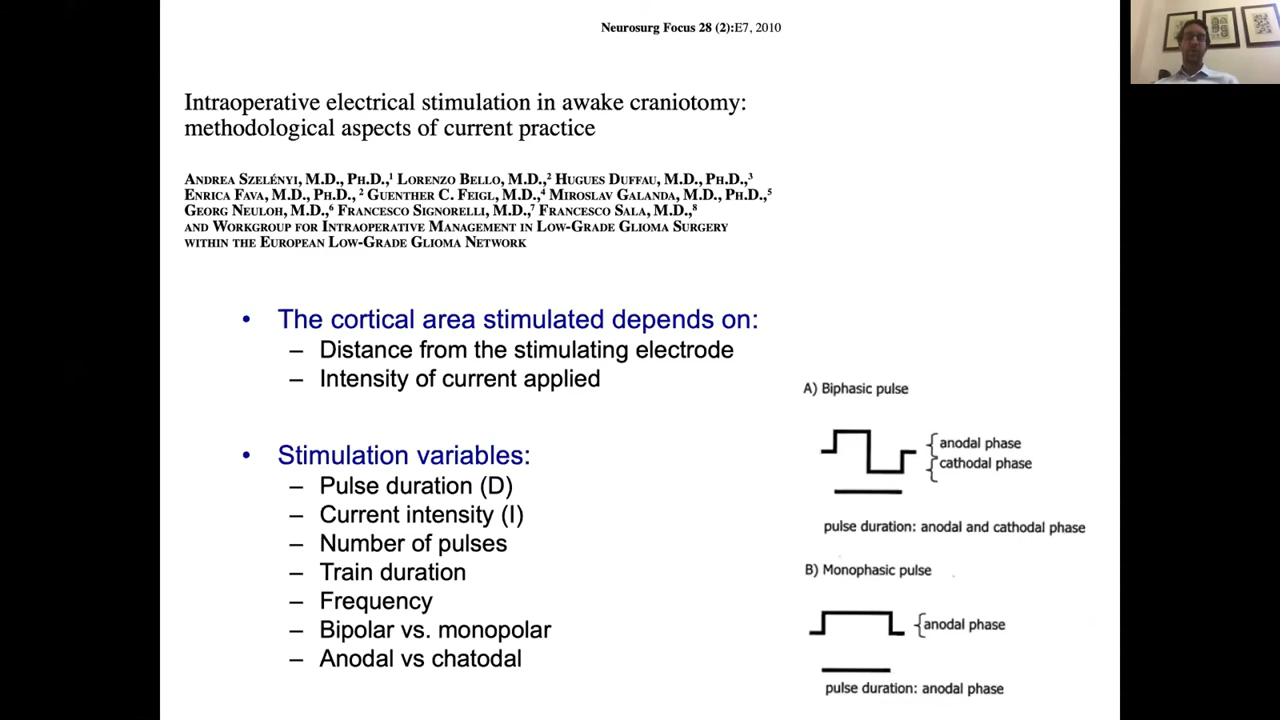 Neurosurg Focus 28 (2):E7, 2010
Intraoperative electrical stimulation in awake craniotomy:
methodological aspects of current practice
Andrea Szelényi, M.D., Ph.D.,1 Lorenzo Bello, M.D.,2 Hugues Duffau, M.D., Ph.D.,3
Enrica Fava, M.D., Ph.D., 2 Guenther C. Feigl, M.D.,4 Miroslav Galanda, M.D., Ph.D.,5
Georg Neuloh, M.D.,6 Francesco Signorelli, M.D.,7 Francesco Sala, M.D.,8
and Workgroup for Intraoperative Management in Low-Grade Glioma Surgery
within the European Low-Grade Glioma Network
• The cortical area stimulated depends on:
– Distance from the stimulating electrode
– Intensity of current applied
• Stimulation variables:
– Pulse duration (D)
– Current intensity (I)
– Number of pulses
– Train duration
– Frequency
– Bipolar vs. monopolar
– Anodal vs chatodal
A) Biphasic pulse
anodal phase
cathodal phase
pulse duration: anodal and cathodal phase
B) Monophasic pulse
anodal phase
pulse duration: anodal phase